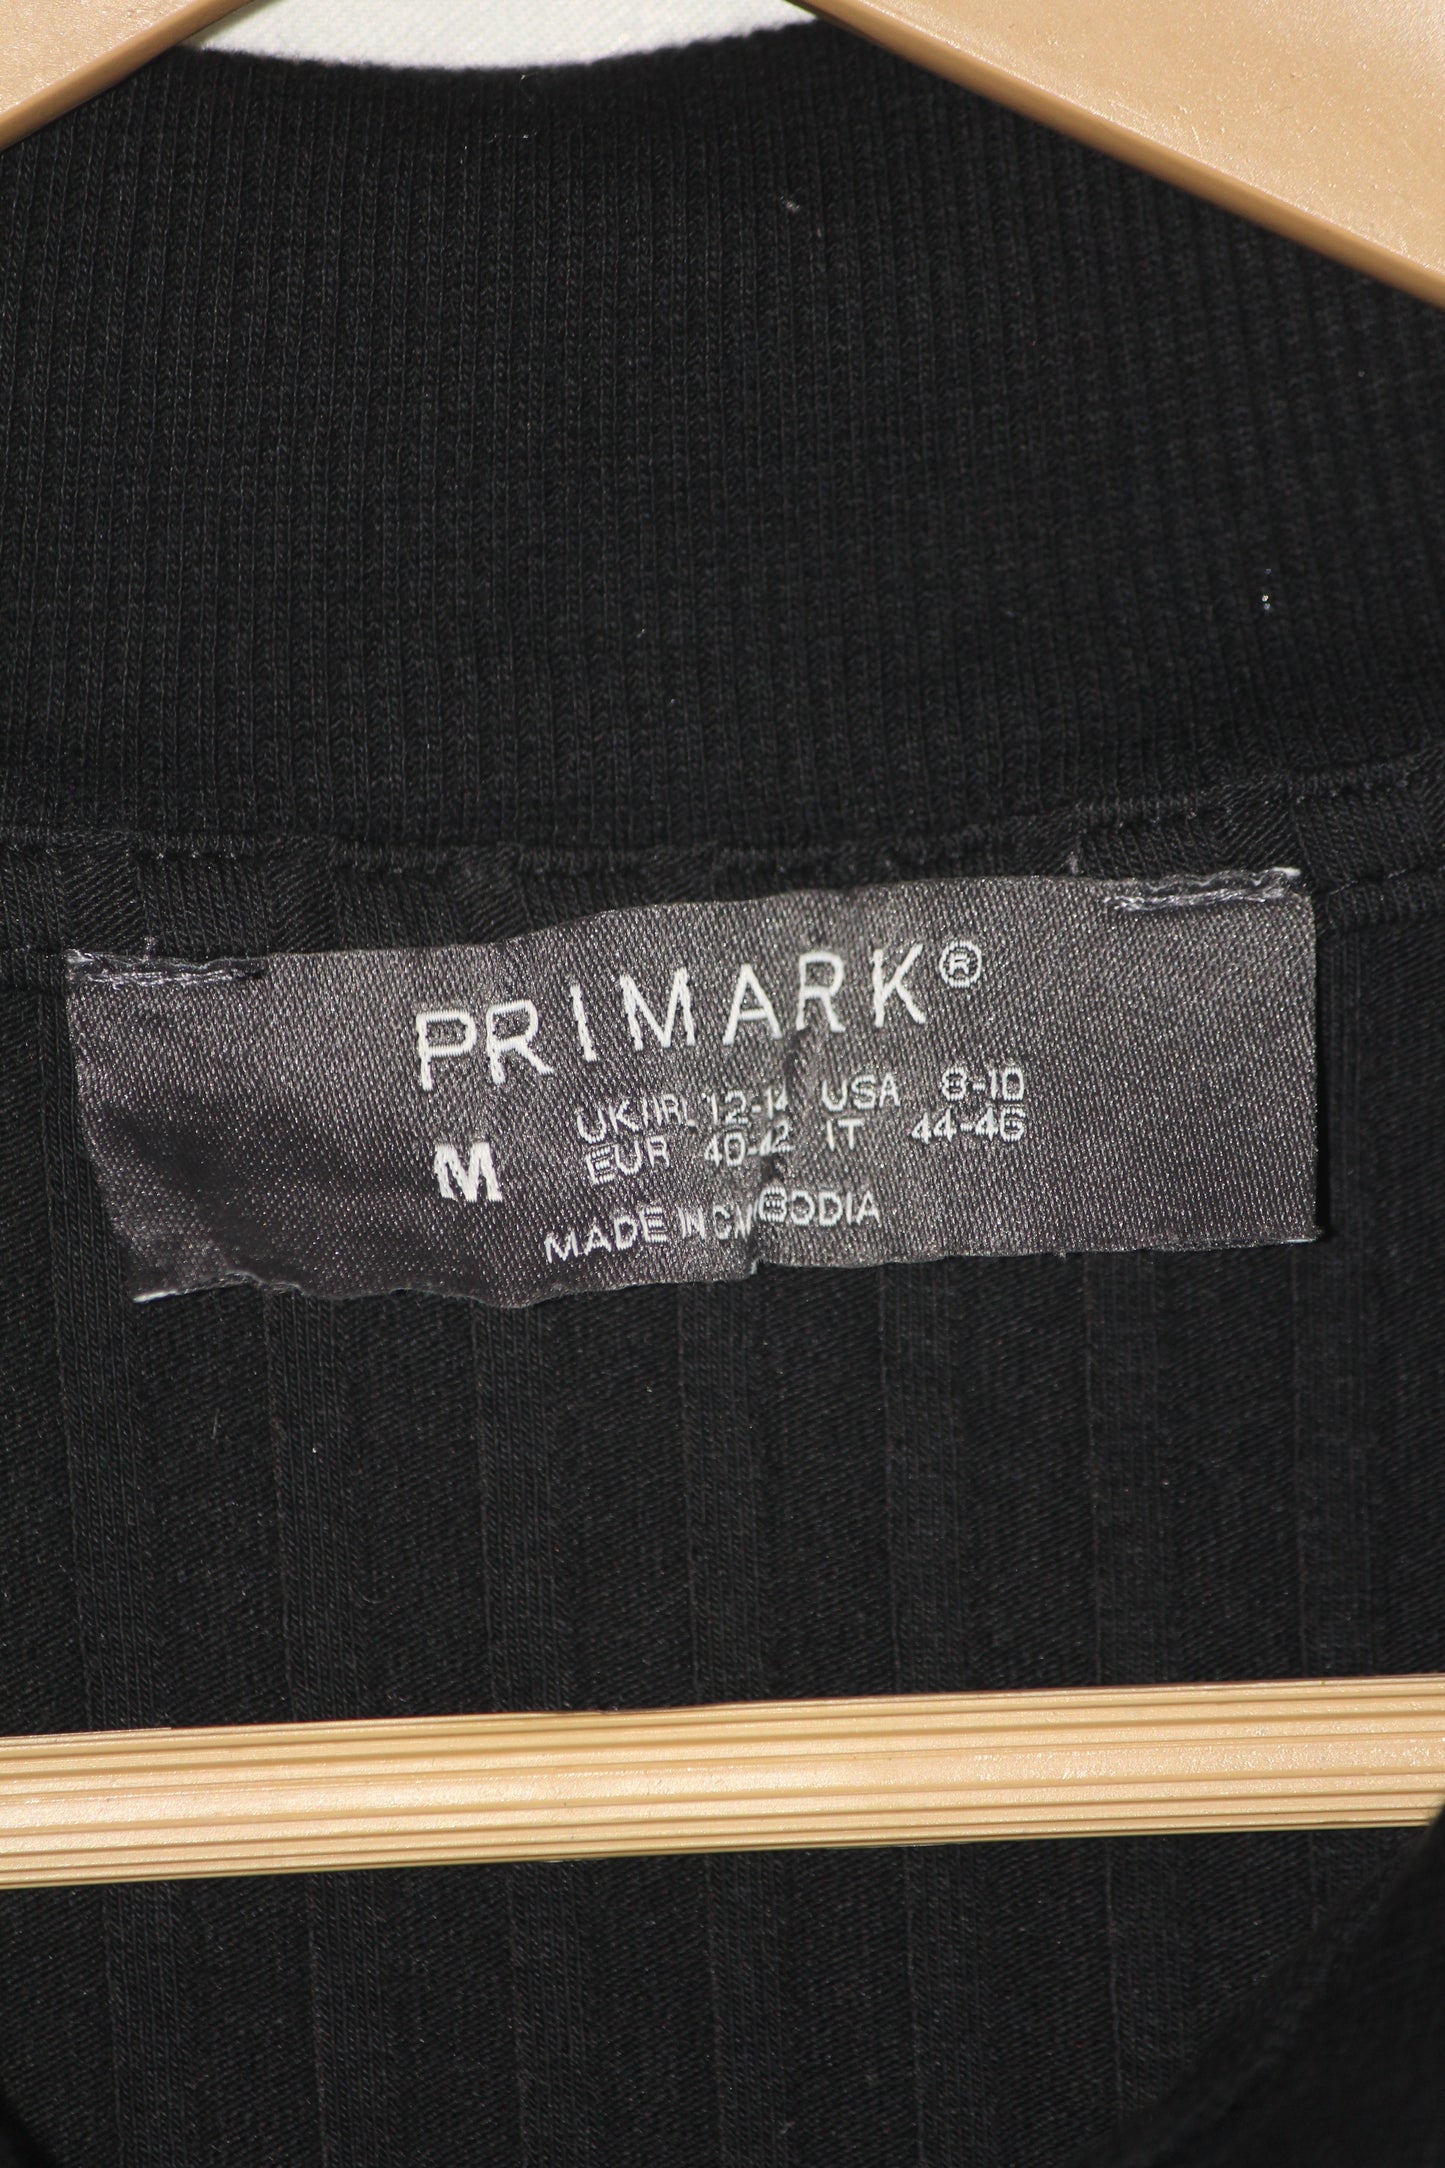 PRIMARK®
M
UK/IRL 12-14 USA 8-10
EUR 40-42 IT 44-46
MADE IN CAMBODIA